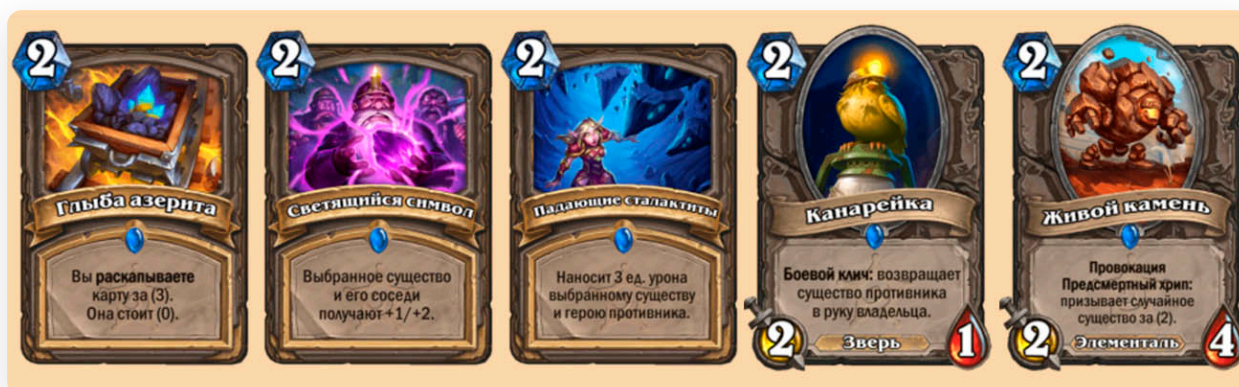 2
Глыба азерита
Вы раскапываете
карту за (3).
Она стоит (0).
2
Светящийся символ
Выбранное существо
и его соседи
получают +1/+2.
2
Падающие сталактиты
Наносит 3 ед. урона
выбранному существу
и герою противника.
2
Канарейка
Боевой клич: возвращает
существо противника
в руку владельца.
2
Зверь
1
2
Живой камень
Провокация
Предсмертный хрип:
призывает случайное
существо за (2).
2
Элементаль
4